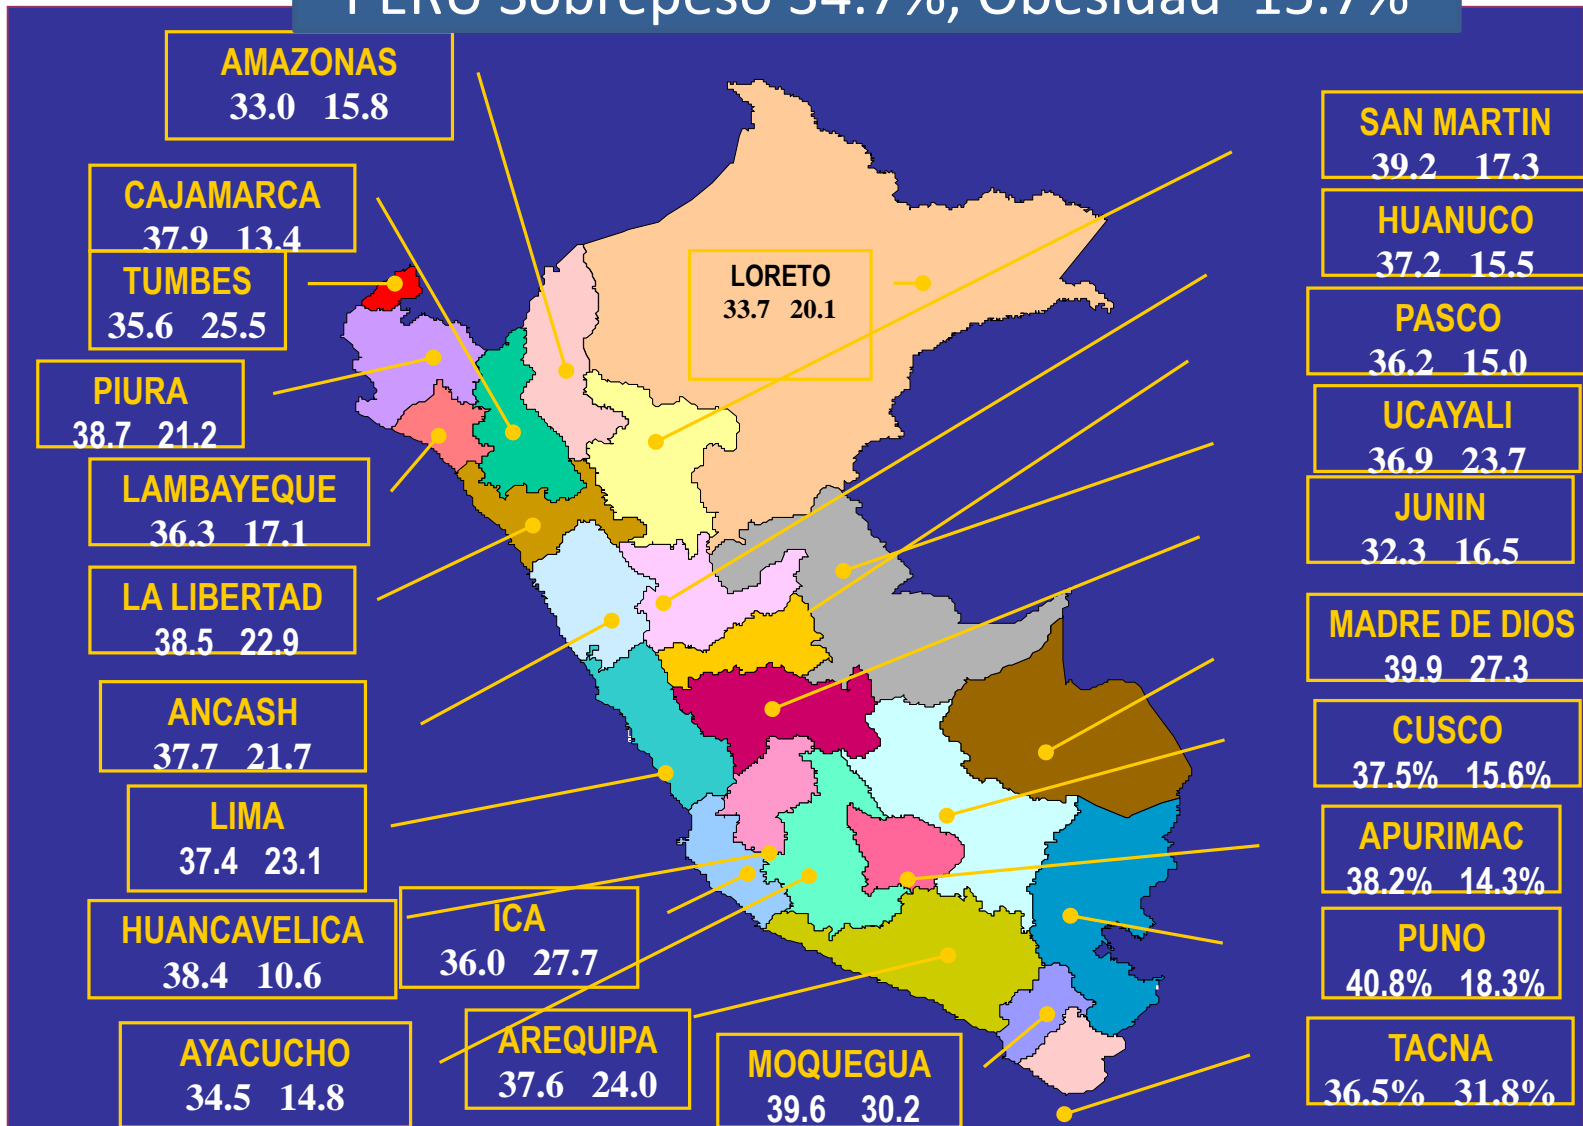 PERU Sobrepeso 34.7%, Obesidad 15.7%
AMAZONAS
33.0 15.8
CAJAMARCA
37.9 13.4
TUMBES
35.6 25.5
PIURA
38.7 21.2
LAMBAYEQUE
36.3 17.1
LA LIBERTAD
38.5 22.9
ANCASH
37.7 21.7
LIMA
37.4 23.1
HUANCAVELICA
38.4 10.6
AYACUCHO
34.5 14.8
ICA
36.0 27.7
AREQUIPA
37.6 24.0
MOQUEGUA
39.6 30.2
LORETO
33.7 20.1
SAN MARTIN
39.2 17.3
HUANUCO
37.2 15.5
PASCO
36.2 15.0
UCAYALI
36.9 23.7
JUNIN
32.3 16.5
MADRE DE DIOS
39.9 27.3
CUSCO
37.5% 15.6%
APURIMAC
38.2% 14.3%
PUNO
40.8% 18.3%
TACNA
36.5% 31.8%